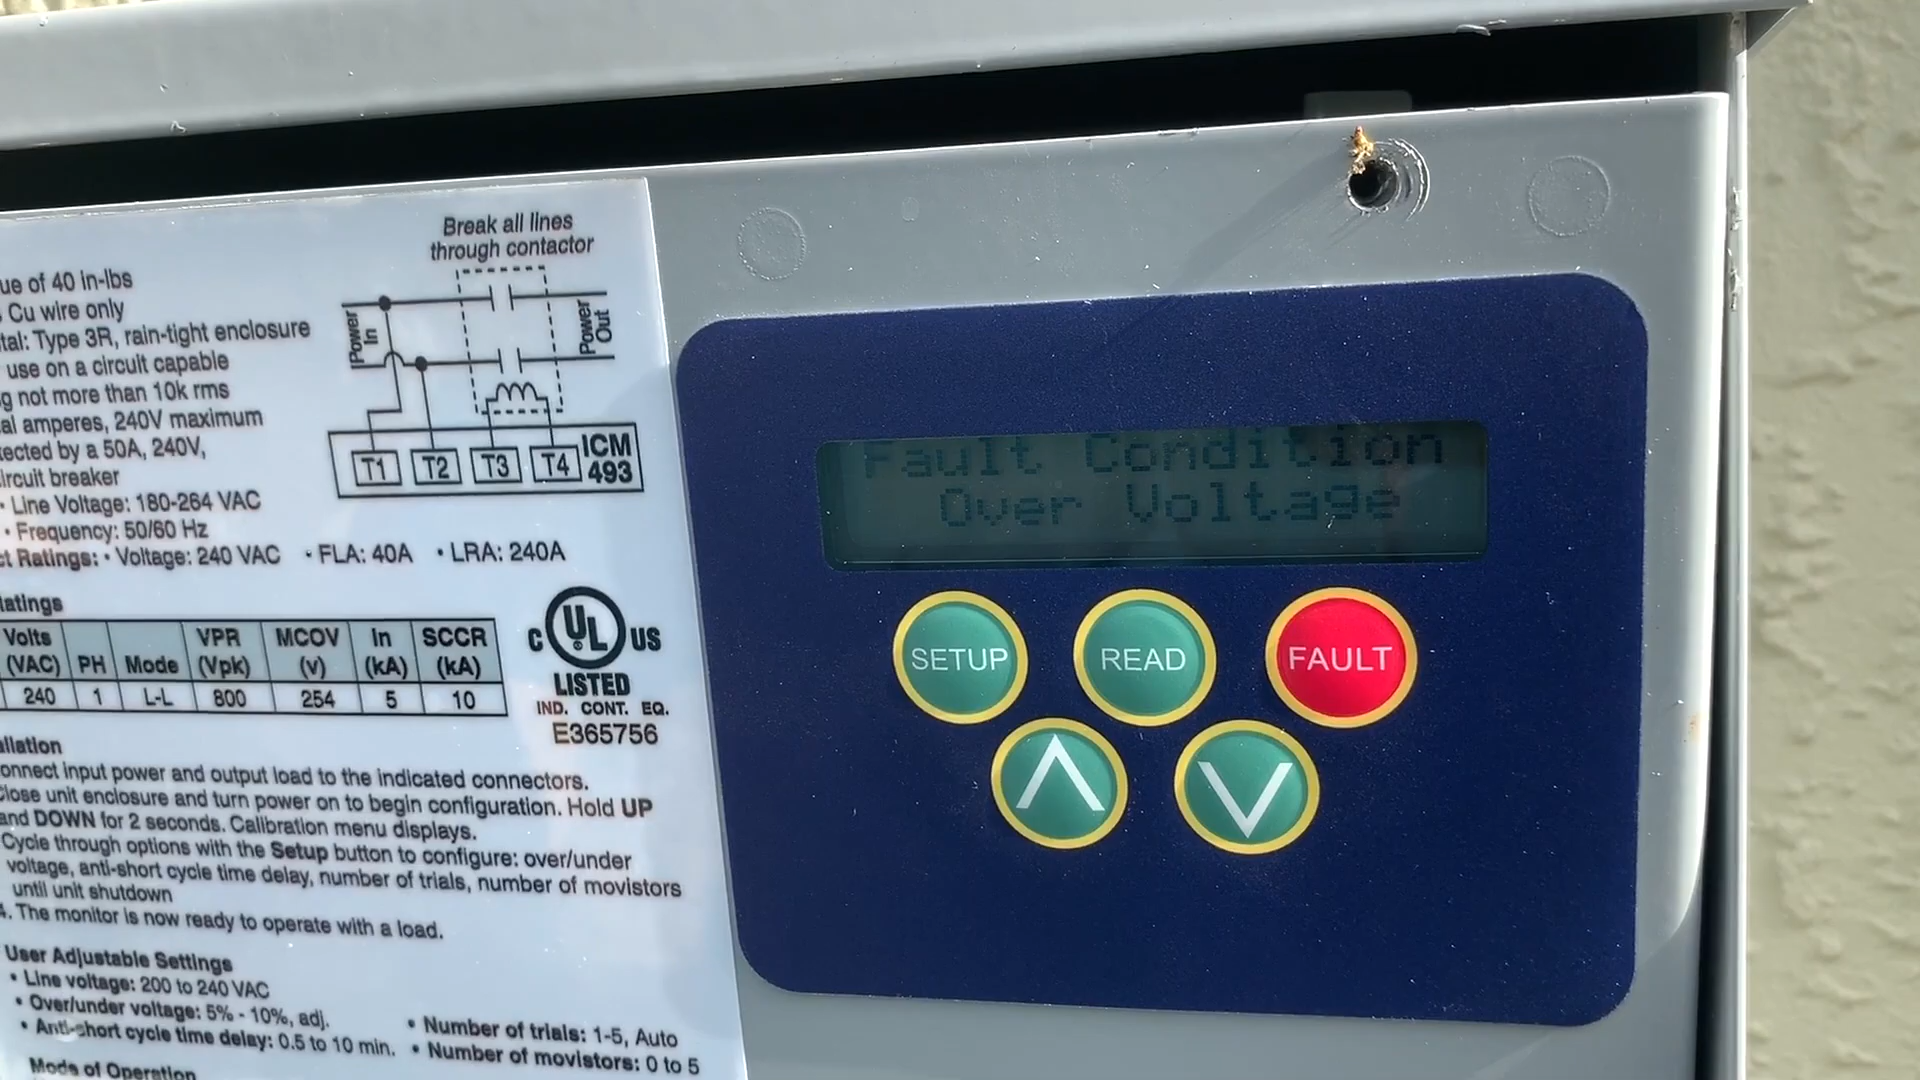 Break all lines
through contactor
Power
In
Power
Out
T1 T2 T3 T4 ICM
493
of 40 in-lbs
Cu wire only
Type 3R, rain-tight enclosure
use on a circuit capable
not more than 10k rms
amperes, 240V maximum
by a 50A, 240V,
breaker
• Line Voltage: 180-264 VAC
• Frequency: 50/60 Hz
Ratings: • Voltage: 240 VAC • FLA: 40A • LRA: 240A
Volts
(VAC) PH Mode VPR
(Vpk) MCOV
(v) In
(kA) SCCR
(kA)
240 1 L-L 800 254 5 10
C UL US
LISTED
IND. CONT. EQ.
E365756
input power and output load to the indicated connectors.
unit enclosure and turn power on to begin configuration. Hold UP
and DOWN for 2 seconds. Calibration menu displays.
Cycle through options with the Setup button to configure: over/under
voltage, anti-short cycle time delay, number of trials, number of movistors
until unit shutdown
4. The monitor is now ready to operate with a load.
User Adjustable Settings
• Line voltage: 200 to 240 VAC
• Over/under voltage: 5% - 10%, adj.
• Anti-short cycle time delay: 0.5 to 10 min.
• Number of trials: 1-5, Auto
• Number of movistors: 0 to 5
Mode of Operation
Fault Condition
Over Voltage
SETUP READ FAULT